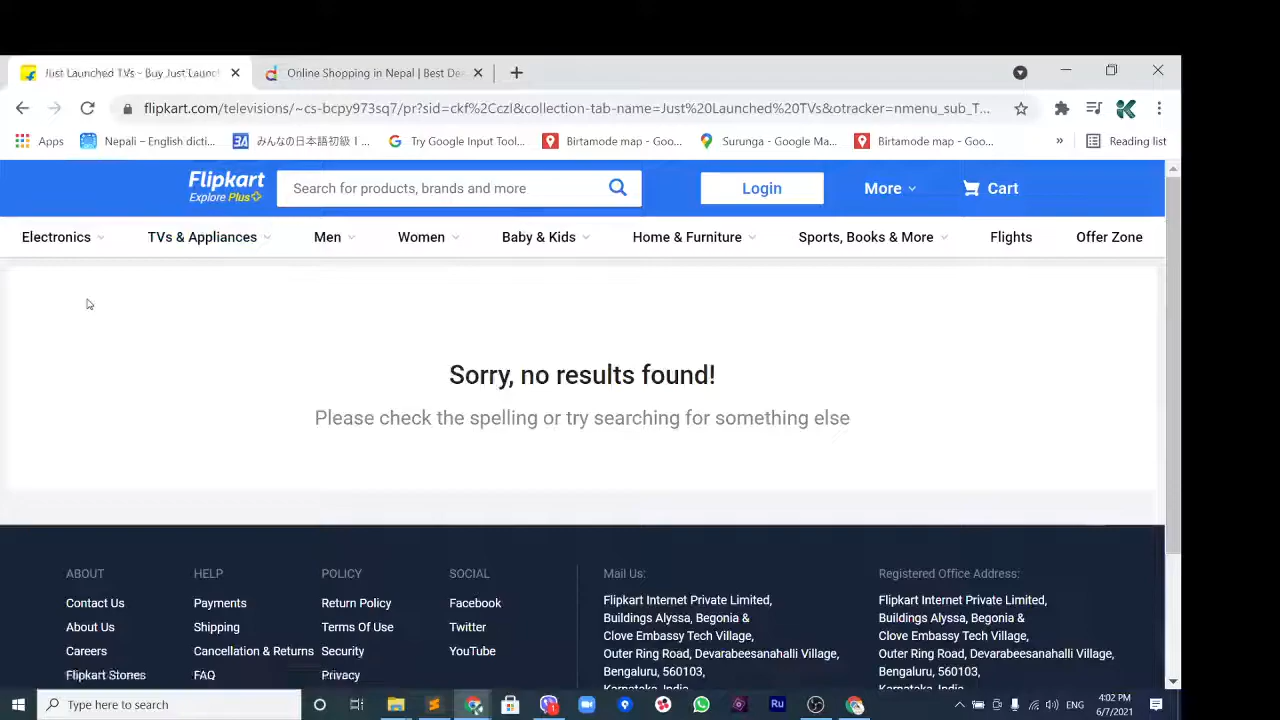 Just Launched TVs - Buy Just Launc
Online Shopping in Nepal | Best De
flipkart.com/televisions/~cs-bcpy973sq7/pr?sid=ckf%2Cczl&collection-tab-name=Just%20Launched%20TVs&otracker=nmenu_sub_T...
Apps
Nepali - English dicti...
みんなの日本語初級 I ...
Try Google Input Tool...
Birtamode map - Goo...
Surunga - Google Ma...
Birtamode map - Goo...
»
Reading list
Flipkart
Explore Plus
Search for products, brands and more
Login
More
Cart
Electronics
TVs & Appliances
Men
Women
Baby & Kids
Home & Furniture
Sports, Books & More
Flights
Offer Zone
Sorry, no results found!
Please check the spelling or try searching for something else
ABOUT
Contact Us
About Us
Careers
Flipkart Stores
HELP
Payments
Shipping
Cancellation & Returns
FAQ
POLICY
Return Policy
Terms Of Use
Security
Privacy
SOCIAL
Facebook
Twitter
YouTube
Mail Us:
Flipkart Internet Private Limited,
Buildings Alyssa, Begonia &
Clove Embassy Tech Village,
Outer Ring Road, Devarabeesanahalli Village,
Bengaluru, 560103,
Karnataka, India
Registered Office Address:
Flipkart Internet Private Limited,
Buildings Alyssa, Begonia &
Clove Embassy Tech Village,
Outer Ring Road, Devarabeesanahalli Village,
Bengaluru, 560103,
Karnataka, India
Type here to search
Ru
ENG
4:02 PM
6/7/2021